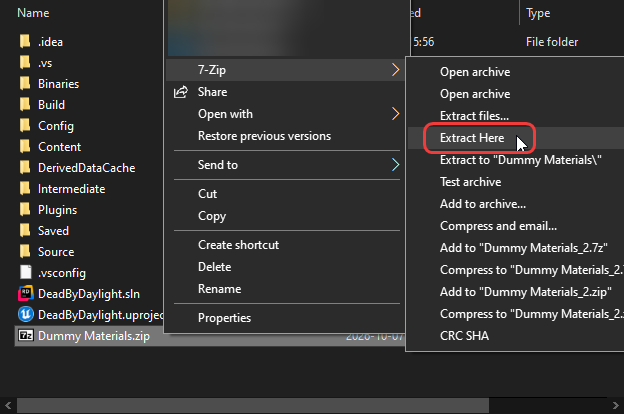 Name
ed
Type
.idea
5:56
File folder
.vs
Binaries
Build
Config
Content
DerivedDataCache
Intermediate
Plugins
Saved
Source
.vsconfig
DeadByDaylight.sln
DeadByDaylight.uprojec
Dummy Materials.zip
2026-10-07
7-Zip
Share
Open with
Restore previous versions
Send to
Cut
Copy
Create shortcut
Delete
Rename
Properties
Open archive
Open archive
Extract files...
Extract Here
Extract to "Dummy Materials\"
Test archive
Add to archive...
Compress and email...
Add to "Dummy Materials_2.7z"
Compress to "Dummy Materials_2.7z"
Add to "Dummy Materials_2.zip"
Compress to "Dummy Materials_2.z
CRC SHA